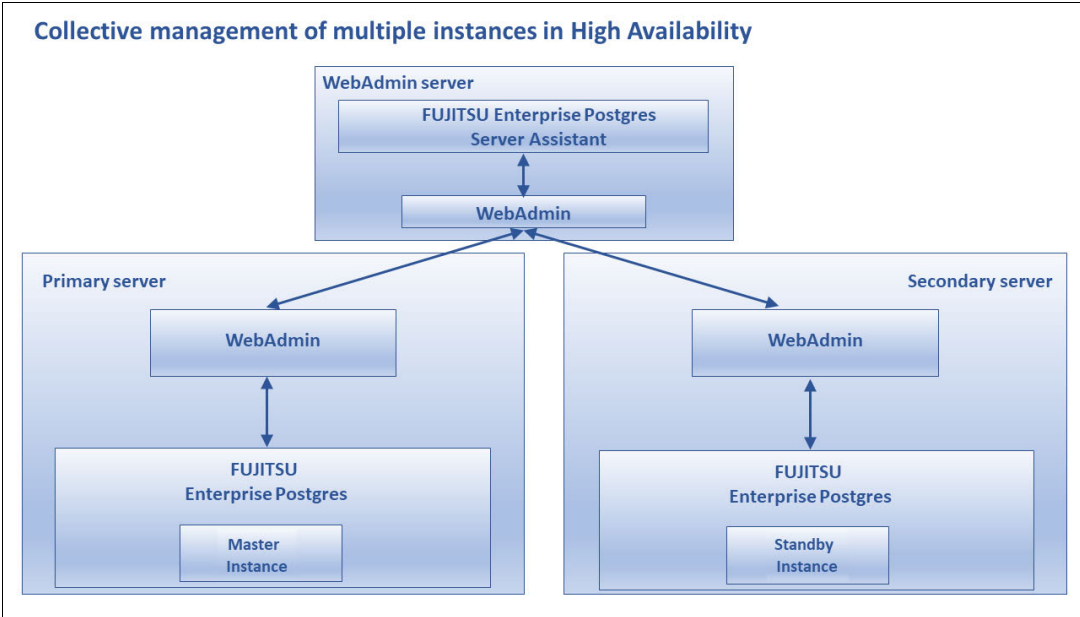 Collective management of multiple instances in High Availability
WebAdmin server
FUJITSU Enterprise Postgres
Server Assistant
WebAdmin
Primary server
WebAdmin
FUJITSU
Enterprise Postgres
Master
Instance
Secondary server
WebAdmin
FUJITSU
Enterprise Postgres
Standby
Instance